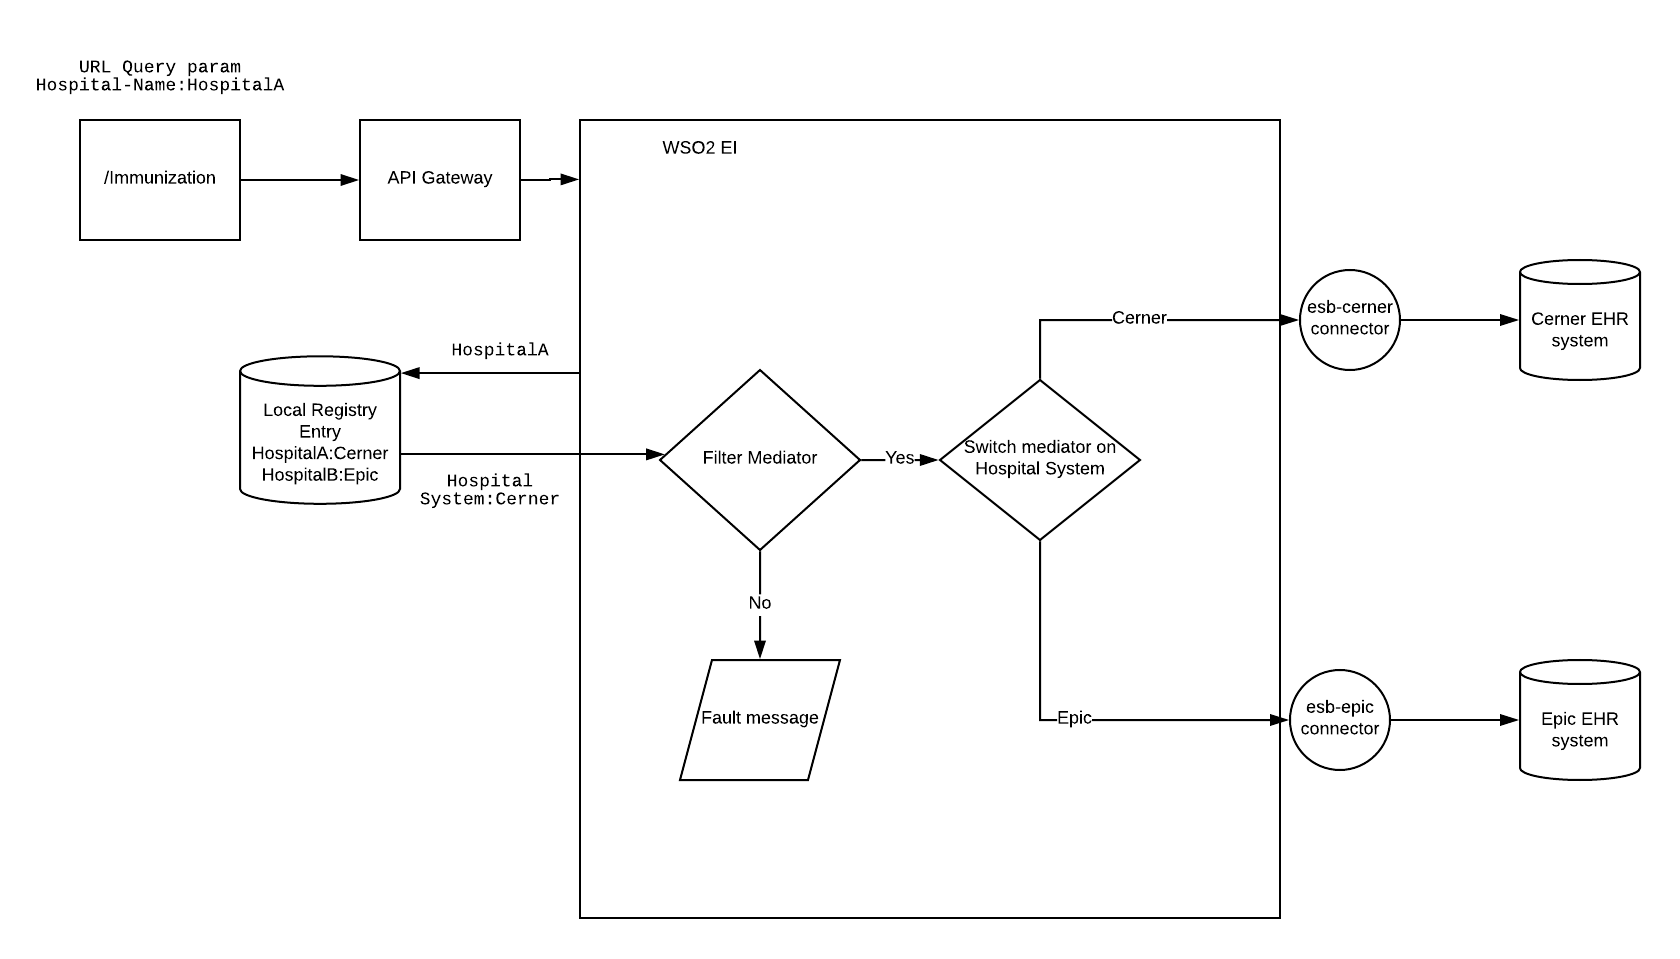 URL Query param
Hospital-Name:HospitalA
/Immunization
API Gateway
WSO2 EI
HospitalA
Local Registry
Entry
HospitalA:Cerner
HospitalB:Epic
Hospital
System:Cerner
Filter Mediator
Yes
Switch mediator on
Hospital System
No
Fault message
Cerner
esb-cerner
connector
Cerner EHR
system
Epic
esb-epic
connector
Epic EHR
system